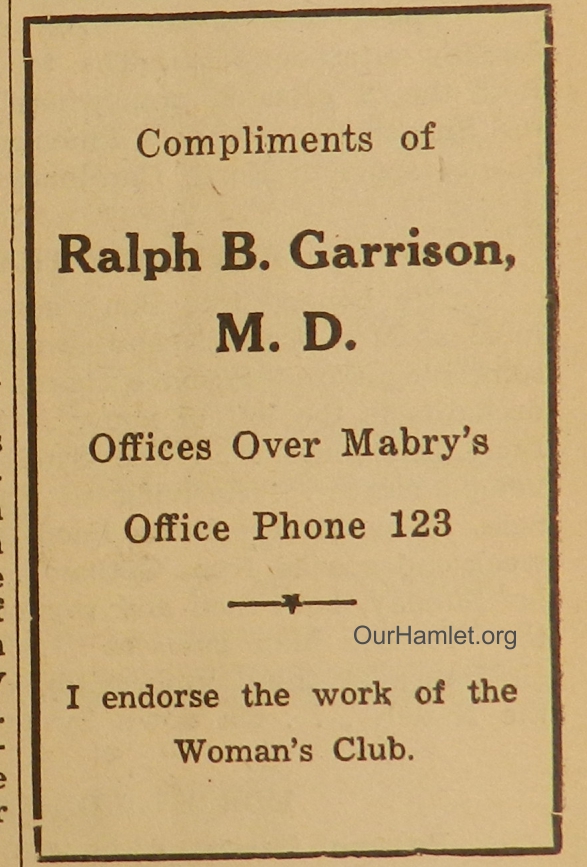 Compliments of
Ralph B. Garrison,
M. D.
Offices Over Mabry's
Office Phone 123
OurHamlet.org
I endorse the work of the
Woman's Club.